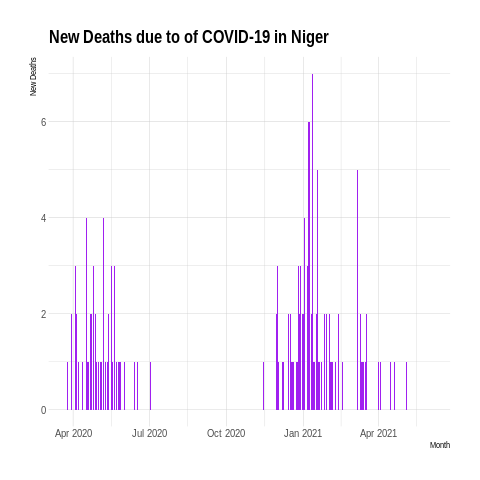 New Deaths due to of COVID-19 in Niger
New Deaths
6
4
2
0
Apr 2020 Jul 2020 Oct 2020 Jan 2021 Apr 2021
Month